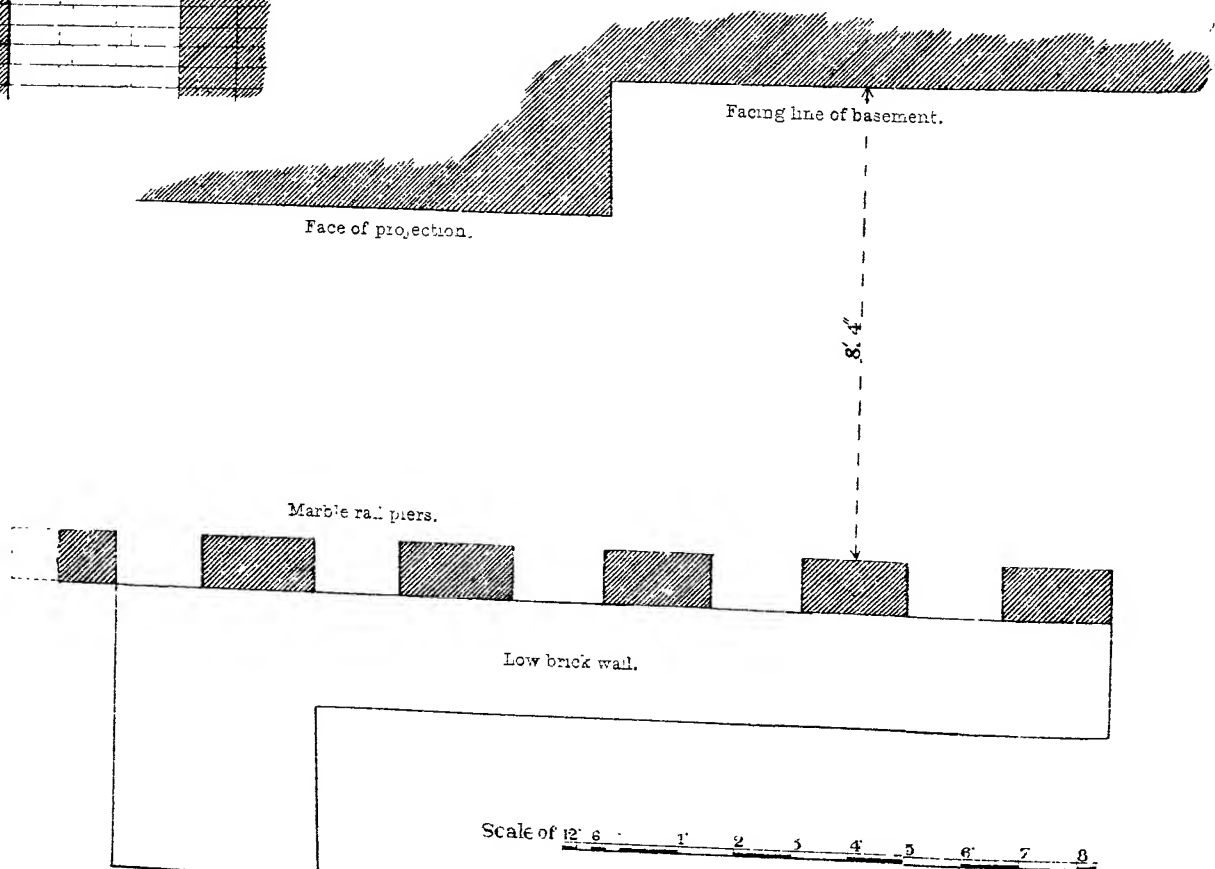 Facing line of basement.
Face of projection.
8' 4"
Marble rail piers.
Low brick wall.
Scale of 12" 6 1' 2 3 4' 5 6' 7 8